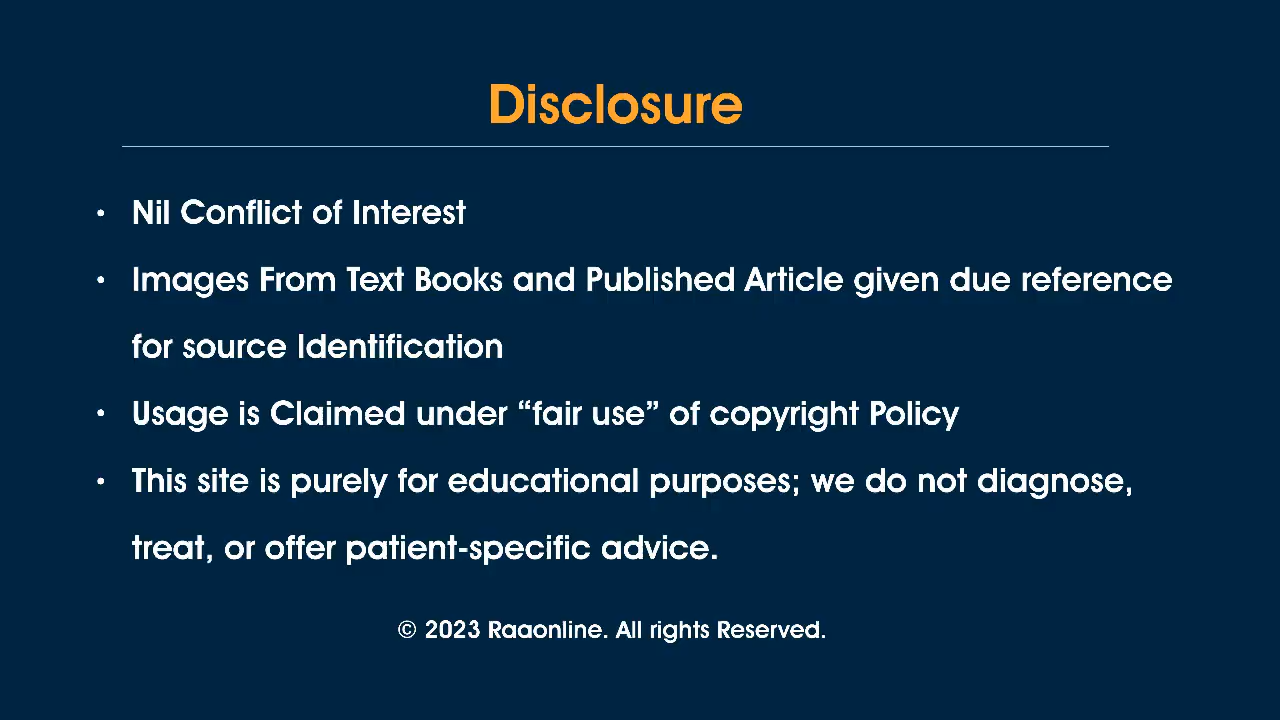 Disclosure
• Nil Conflict of Interest
• Images From Text Books and Published Article given due reference
for source Identification
• Usage is Claimed under “fair use” of copyright Policy
• This site is purely for educational purposes; we do not diagnose,
treat, or offer patient-specific advice.
© 2023 Raaonline. All rights Reserved.